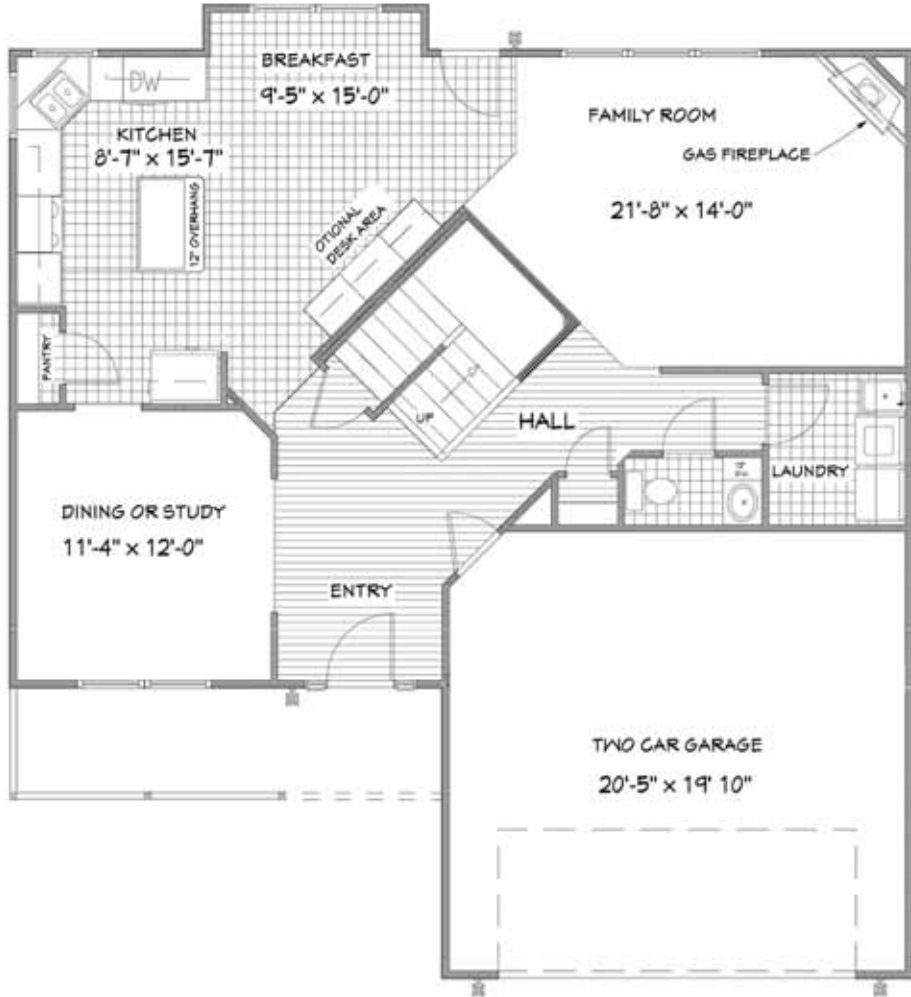 BREAKFAST
9'-5" x 15'-0"
DW
KITCHEN
8'-7" x 15'-7"
FAMILY ROOM
GAS FIREPLACE
21'-8" x 14'-0"
12" OVERHANG
OTIONAL
DESK AREA
PANTRY
UP
HALL
LAUNDRY
DINING OR STUDY
11'-4" x 12'-0"
ENTRY
TWO CAR GARAGE
20'-5" x 19' 10"